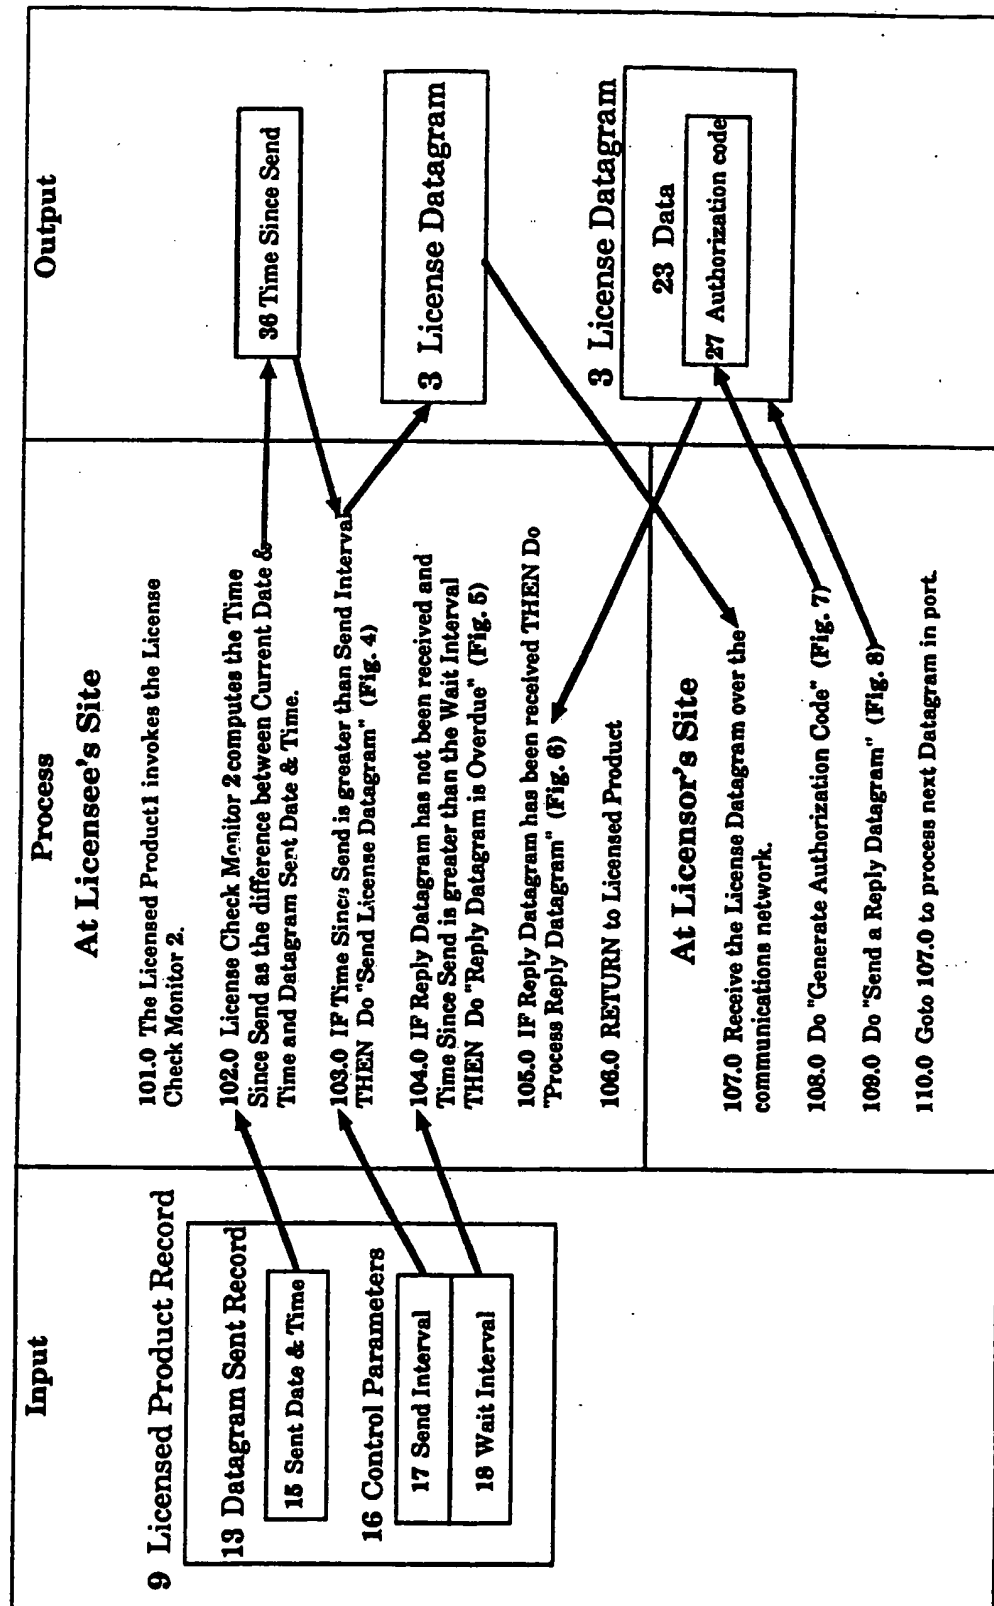 Input
Process
Output
9 Licensed Product Record
13 Datagram Sent Record
15 Sent Date & Time
16 Control Parameters
17 Send Interval
18 Wait Interval
At Licensee's Site
101.0 The Licensed Product1 invokes the License
Check Monitor 2.
102.0 License Check Monitor 2 computes the Time
Since Send as the difference between Current Date &
Time and Datagram Sent Date & Time.
103.0 IF Time Since Send is greater than Send Interval
THEN Do "Send License Datagram" (Fig. 4)
104.0 IF Reply Datagram has not been received and
Time Since Send is greater than the Wait Interval
THEN Do "Reply Datagram is Overdue" (Fig. 5)
105.0 IF Reply Datagram has been received THEN Do
"Process Reply Datagram" (Fig. 6)
106.0 RETURN to Licensed Product
At Licensor's Site
107.0 Receive the License Datagram over the
communications network.
108.0 Do "Generate Authorization Code" (Fig. 7)
109.0 Do "Send a Reply Datagram" (Fig. 8)
110.0 Goto 107.0 to process next Datagram in port.
36 Time Since Send
3 License Datagram
3 License Datagram
23 Data
27 Authorization code